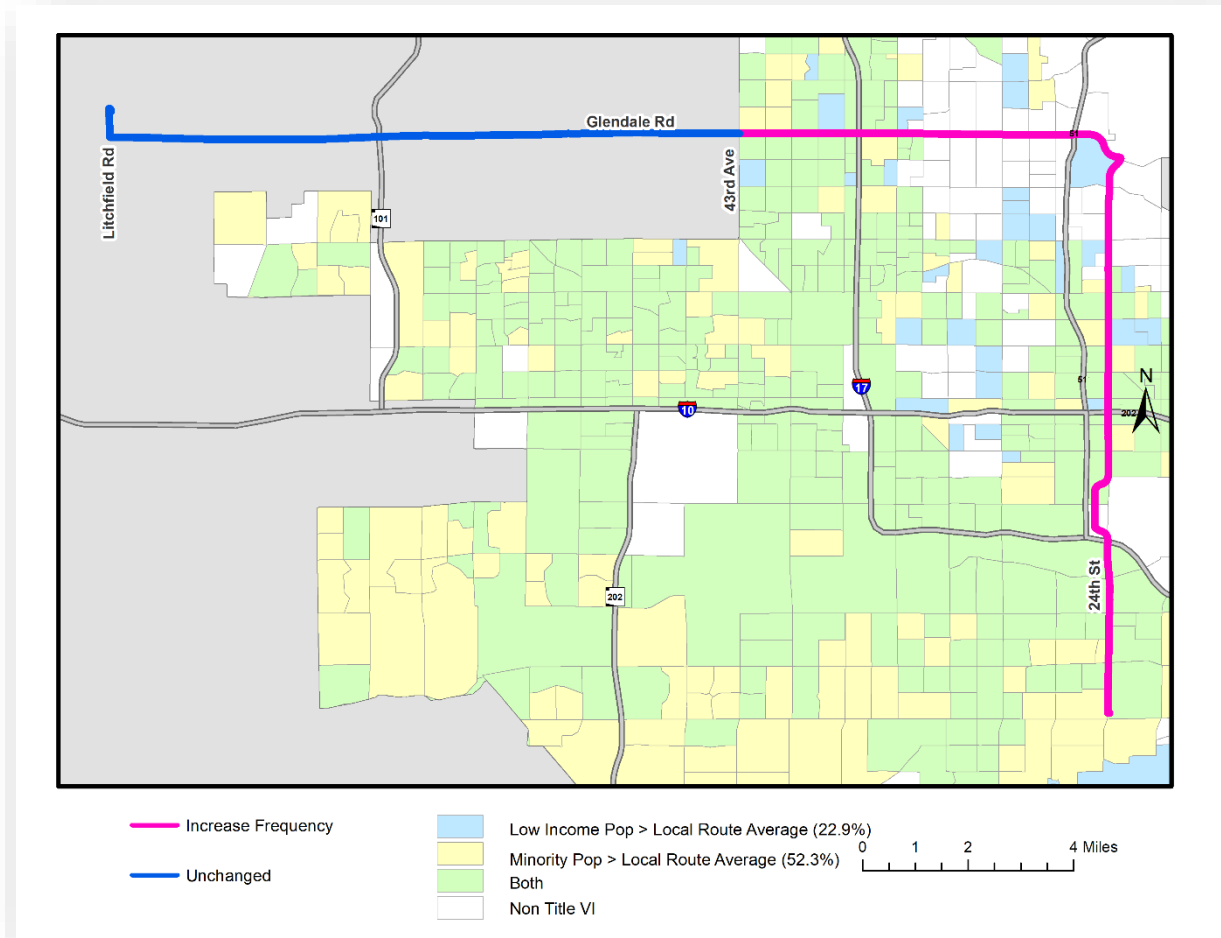 51
Glendale Rd
Litchfield Rd
43rd Ave
101
17
51
N
10
202
202
24th St
Increase Frequency
Unchanged
Low Income Pop > Local Route Average (22.9%)
Minority Pop > Local Route Average (52.3%)
Both
Non Title VI
0 1 2 4 Miles